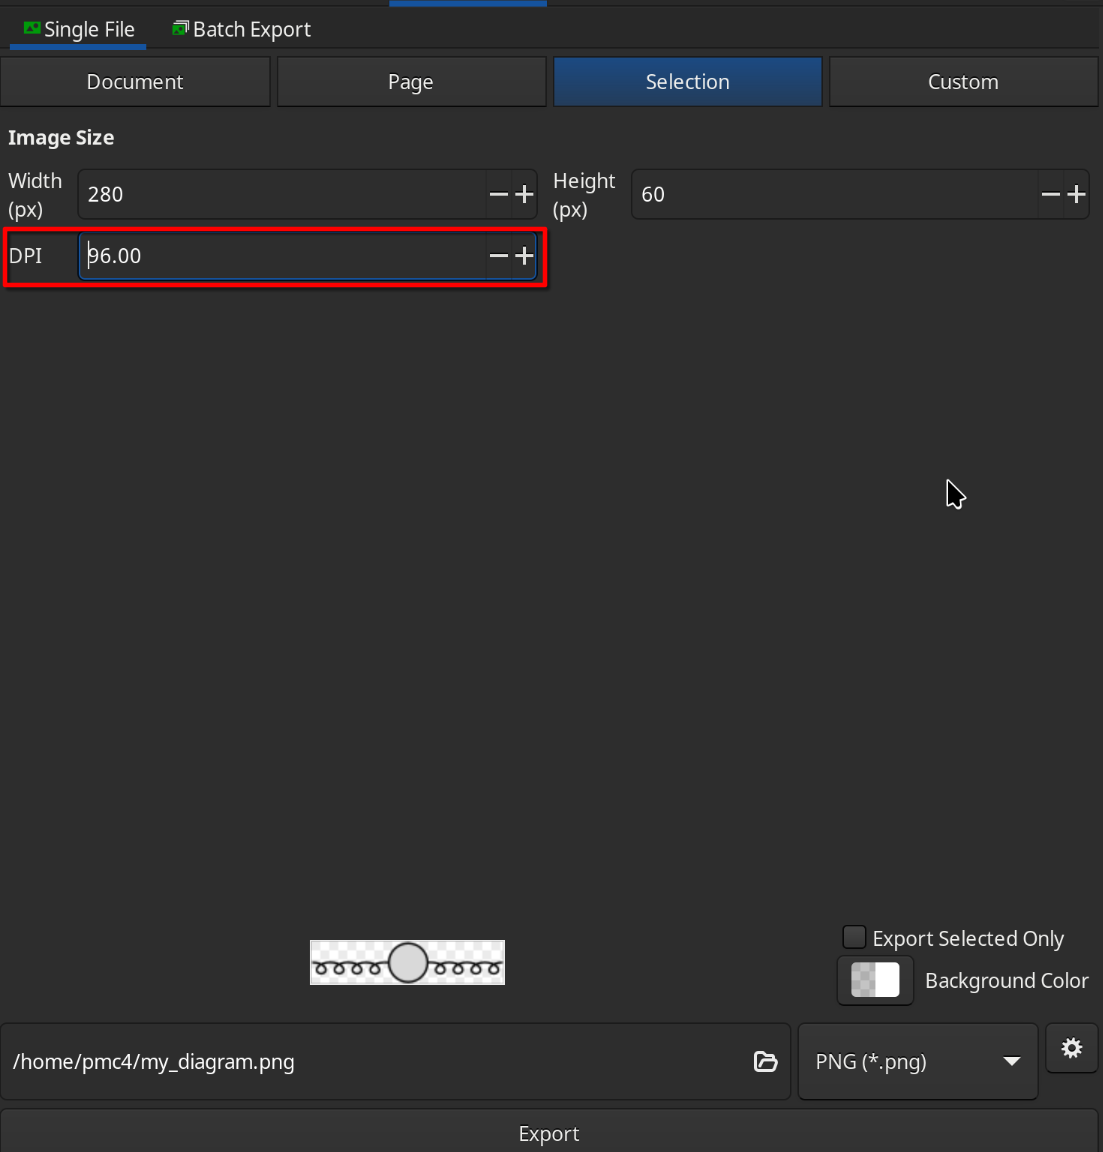 Single File
Batch Export
Document
Page
Selection
Custom
Image Size
Width
(px)
280
Height
(px)
60
DPI
96.00
Export Selected Only
Background Color
/home/pmc4/my_diagram.png
PNG (*.png)
Export